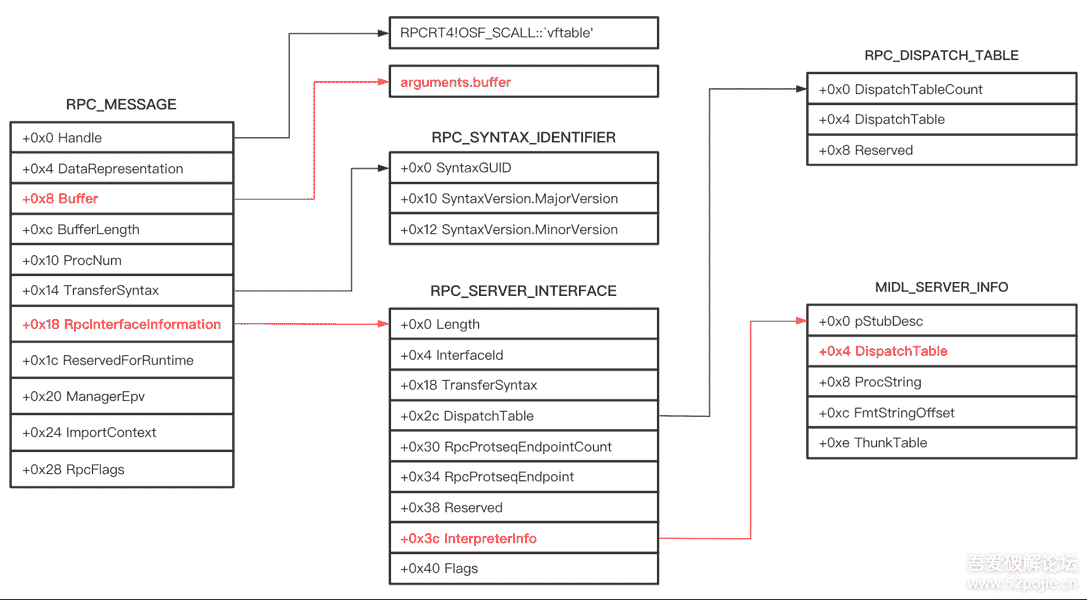 RPCRT4!OSF_SCALL::`vftable'
arguments.buffer
RPC_MESSAGE
+0x0 Handle
+0x4 DataRepresentation
+0x8 Buffer
+0xc BufferLength
+0x10 ProcNum
+0x14 TransferSyntax
+0x18 RpcInterfaceInformation
+0x1c ReservedForRuntime
+0x20 ManagerEpv
+0x24 ImportContext
+0x28 RpcFlags
RPC_SYNTAX_IDENTIFIER
+0x0 SyntaxGUID
+0x10 SyntaxVersion.MajorVersion
+0x12 SyntaxVersion.MinorVersion
RPC_SERVER_INTERFACE
+0x0 Length
+0x4 InterfaceId
+0x18 TransferSyntax
+0x2c DispatchTable
+0x30 RpcProtseqEndpointCount
+0x34 RpcProtseqEndpoint
+0x38 Reserved
+0x3c InterpreterInfo
+0x40 Flags
RPC_DISPATCH_TABLE
+0x0 DispatchTableCount
+0x4 DispatchTable
+0x8 Reserved
MIDL_SERVER_INFO
+0x0 pStubDesc
+0x4 DispatchTable
+0x8 ProcString
+0xc FmtStringOffset
+0xe ThunkTable
吾爱破解论坛
www.52pojie.cn